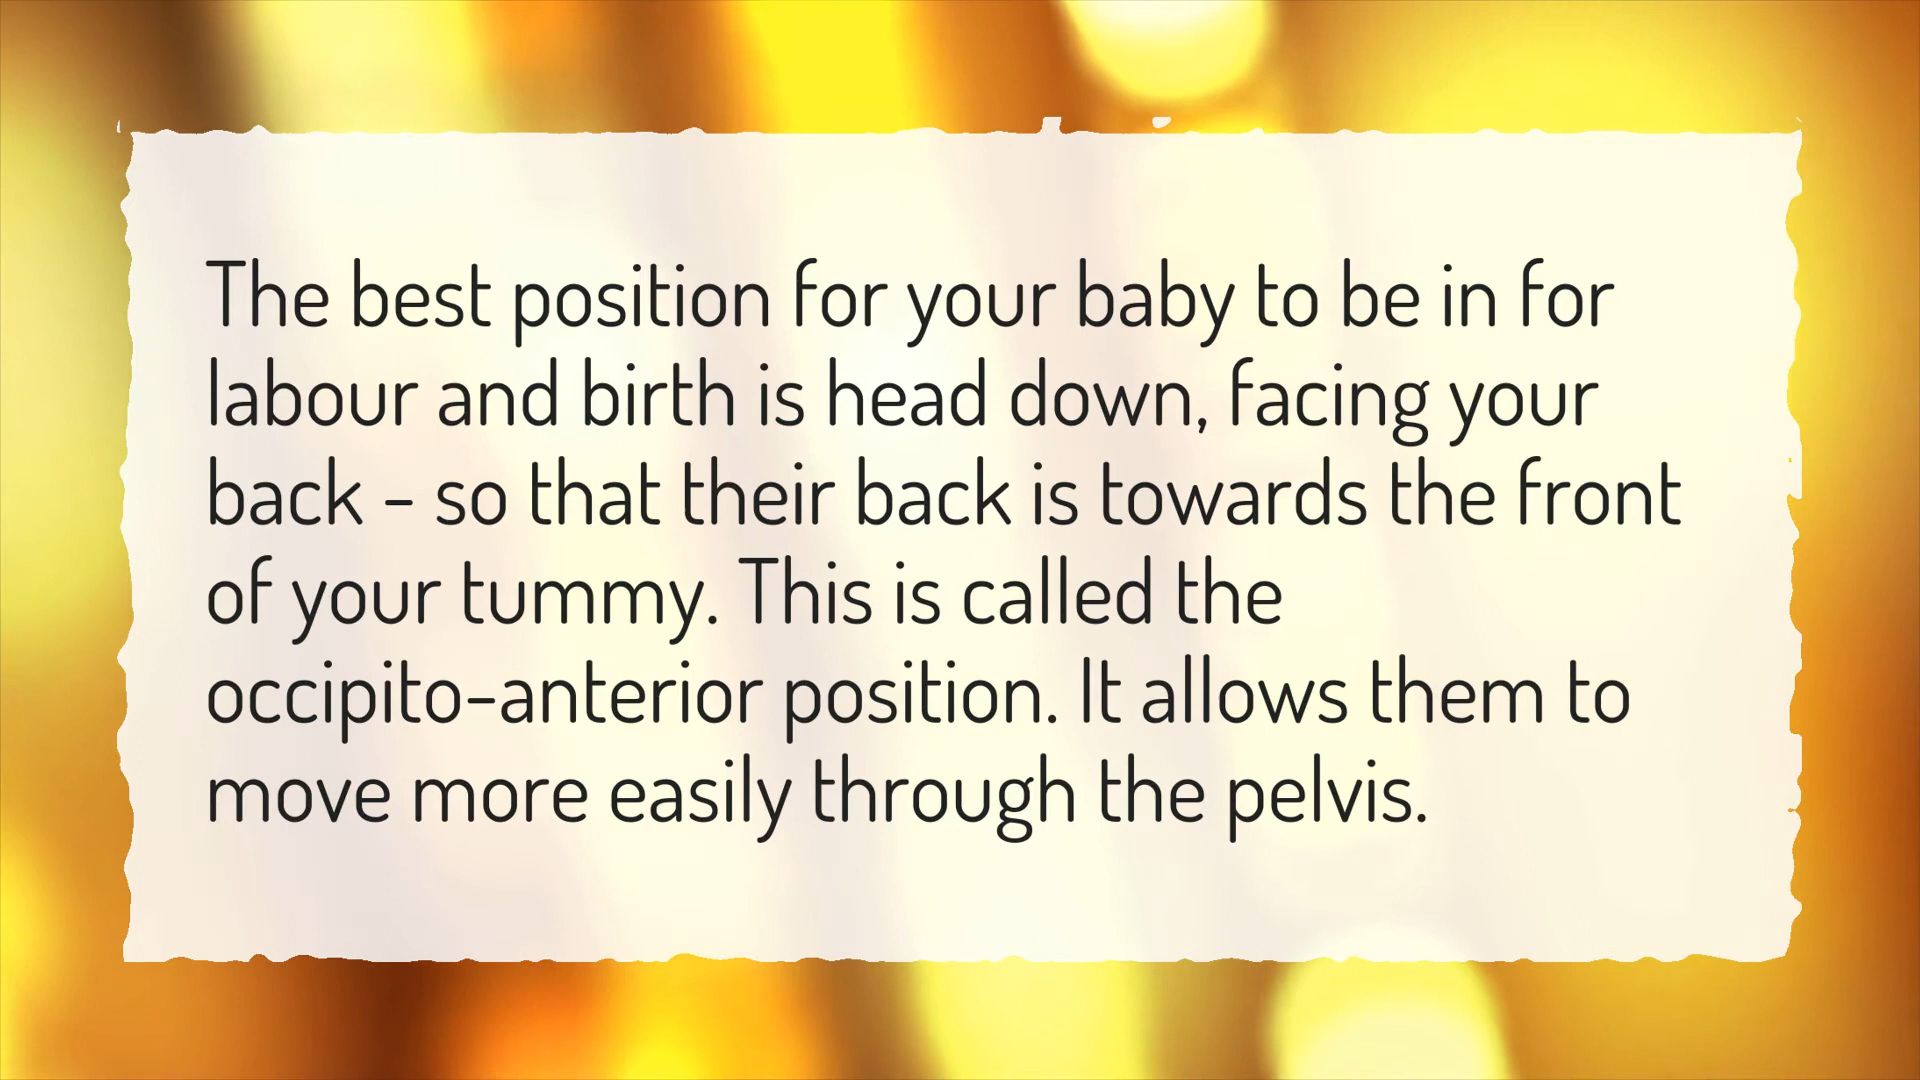 The best position for your baby to be in for
labour and birth is head down, facing your
back - so that their back is towards the front
of your tummy. This is called the
occipito-anterior position. It allows them to
move more easily through the pelvis.